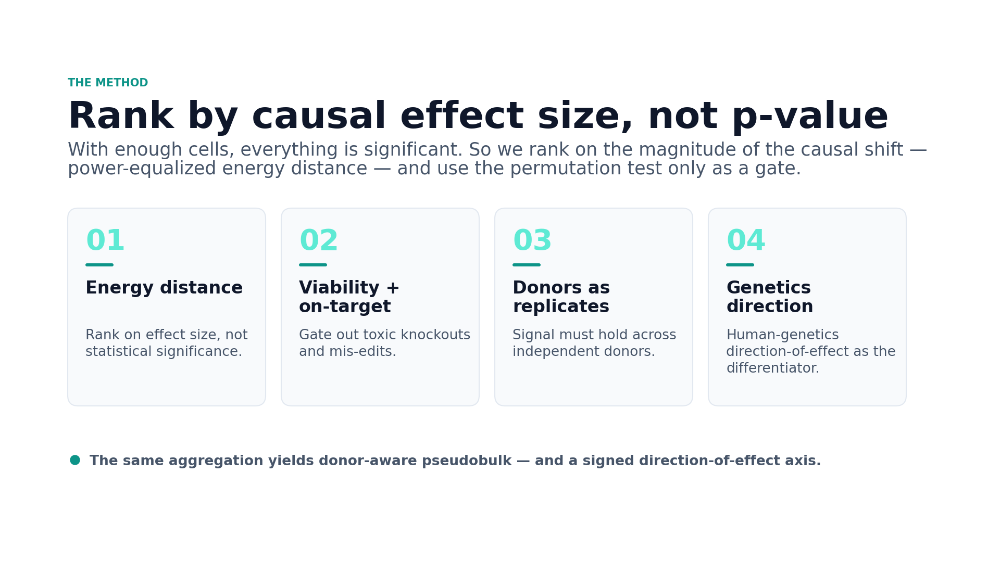 THE METHOD
Rank by causal effect size, not p-value
With enough cells, everything is significant. So we rank on the magnitude of the causal shift —
power-equalized energy distance — and use the permutation test only as a gate.
01
Energy distance
Rank on effect size, not
statistical significance.
02
Viability +
on-target
Gate out toxic knockouts
and mis-edits.
03
Donors as
replicates
Signal must hold across
independent donors.
04
Genetics
direction
Human-genetics
direction-of-effect as the
differentiator.
The same aggregation yields donor-aware pseudobulk — and a signed direction-of-effect axis.